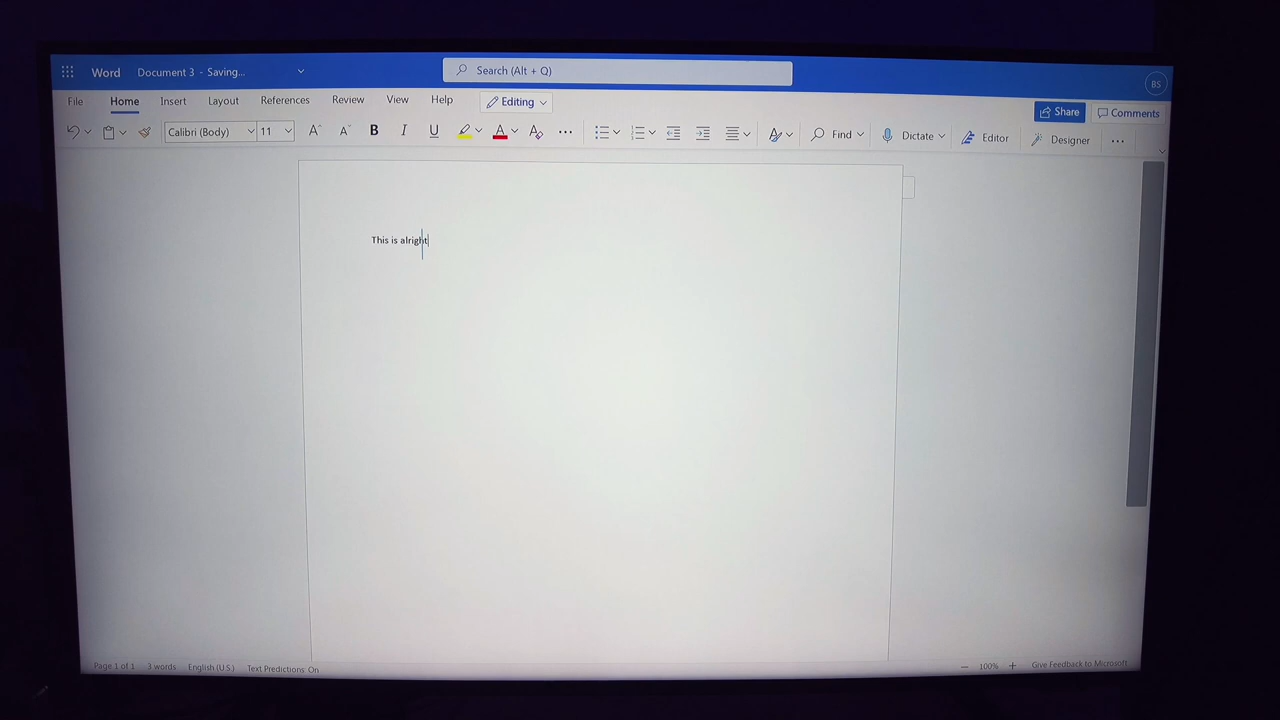 Word Document 3 - Saving... Search (Alt + Q) BS
File Home Insert Layout References Review View Help Editing Share Comments
Calibri (Body) 11 A A B I U A A Find Dictate Editor Designer
This is alright
Page 1 of 1 3 words English (U.S.) Text Predictions: On 100% Give Feedback to Microsoft